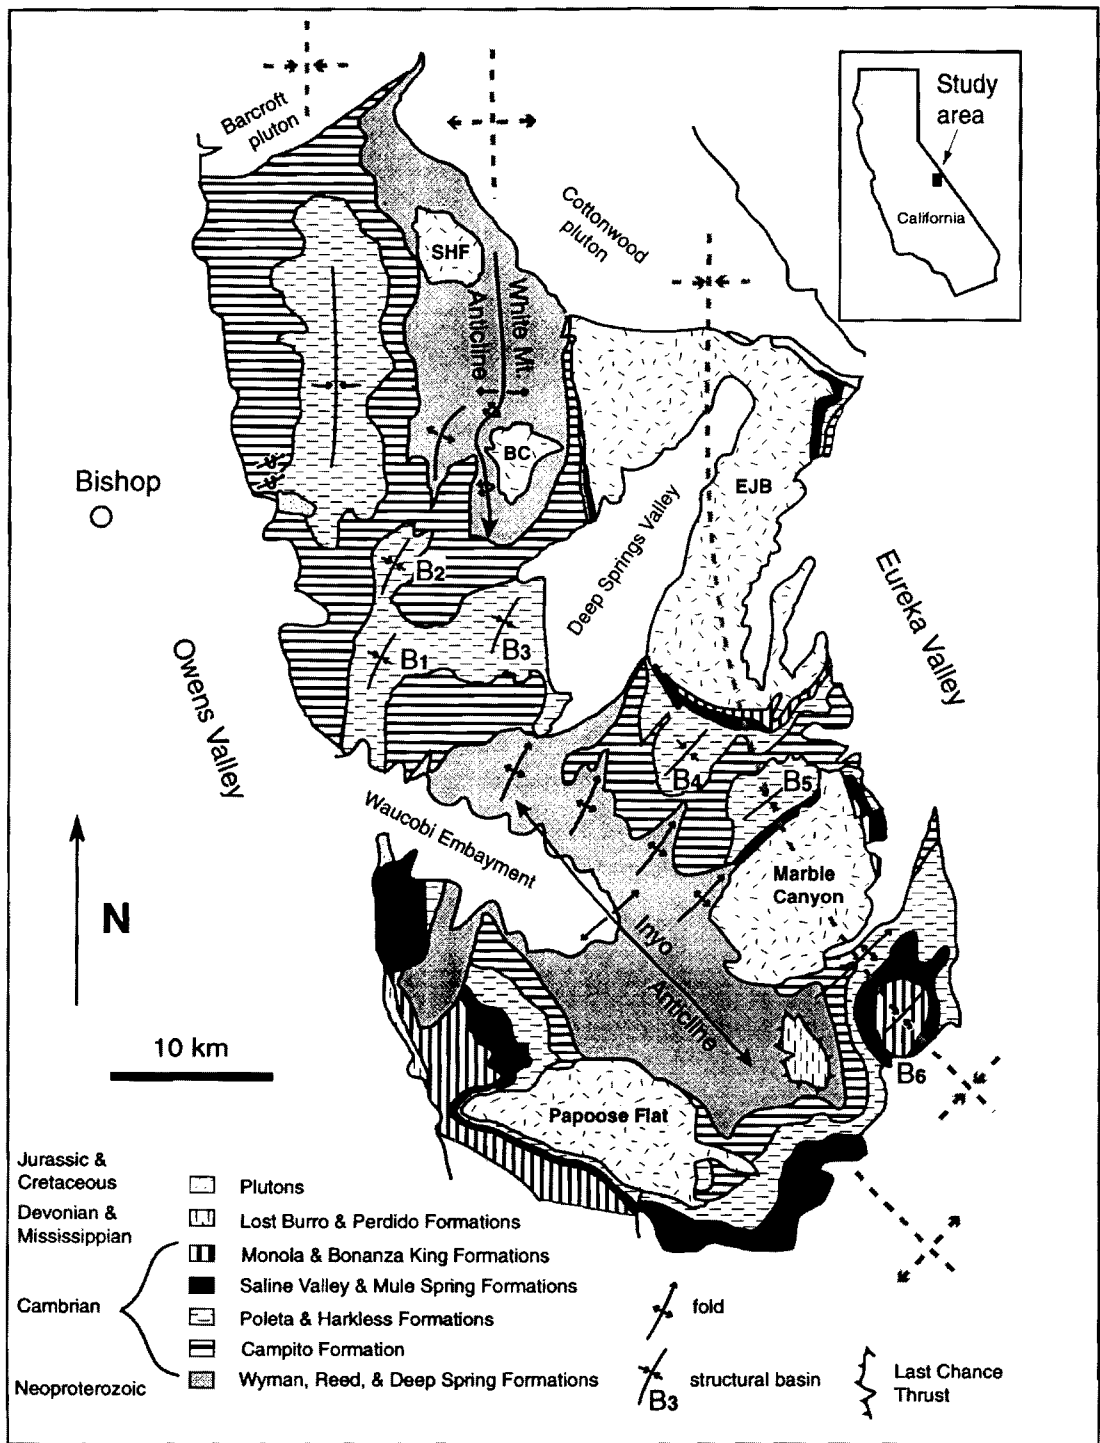 Barcroft
pluton
Study
area
California
Cottonwood
pluton
SHF
White Mt.
Anticline
BC
EJB
Bishop
Deep Springs Valley
Eureka Valley
Owens Valley
B2
B1
B3
B4
B5
Waucobi Embayment
Marble
Canyon
Inyo
Anticline
N
B6
10 km
Papoose Flat
Jurassic &
Cretaceous
Plutons
Devonian &
Mississippian
Lost Burro & Perdido Formations
Monola & Bonanza King Formations
Saline Valley & Mule Spring Formations
Cambrian
Poleta & Harkless Formations
Campito Formation
Neoproterozoic
Wyman, Reed, & Deep Spring Formations
fold
B3
structural basin
Last Chance
Thrust